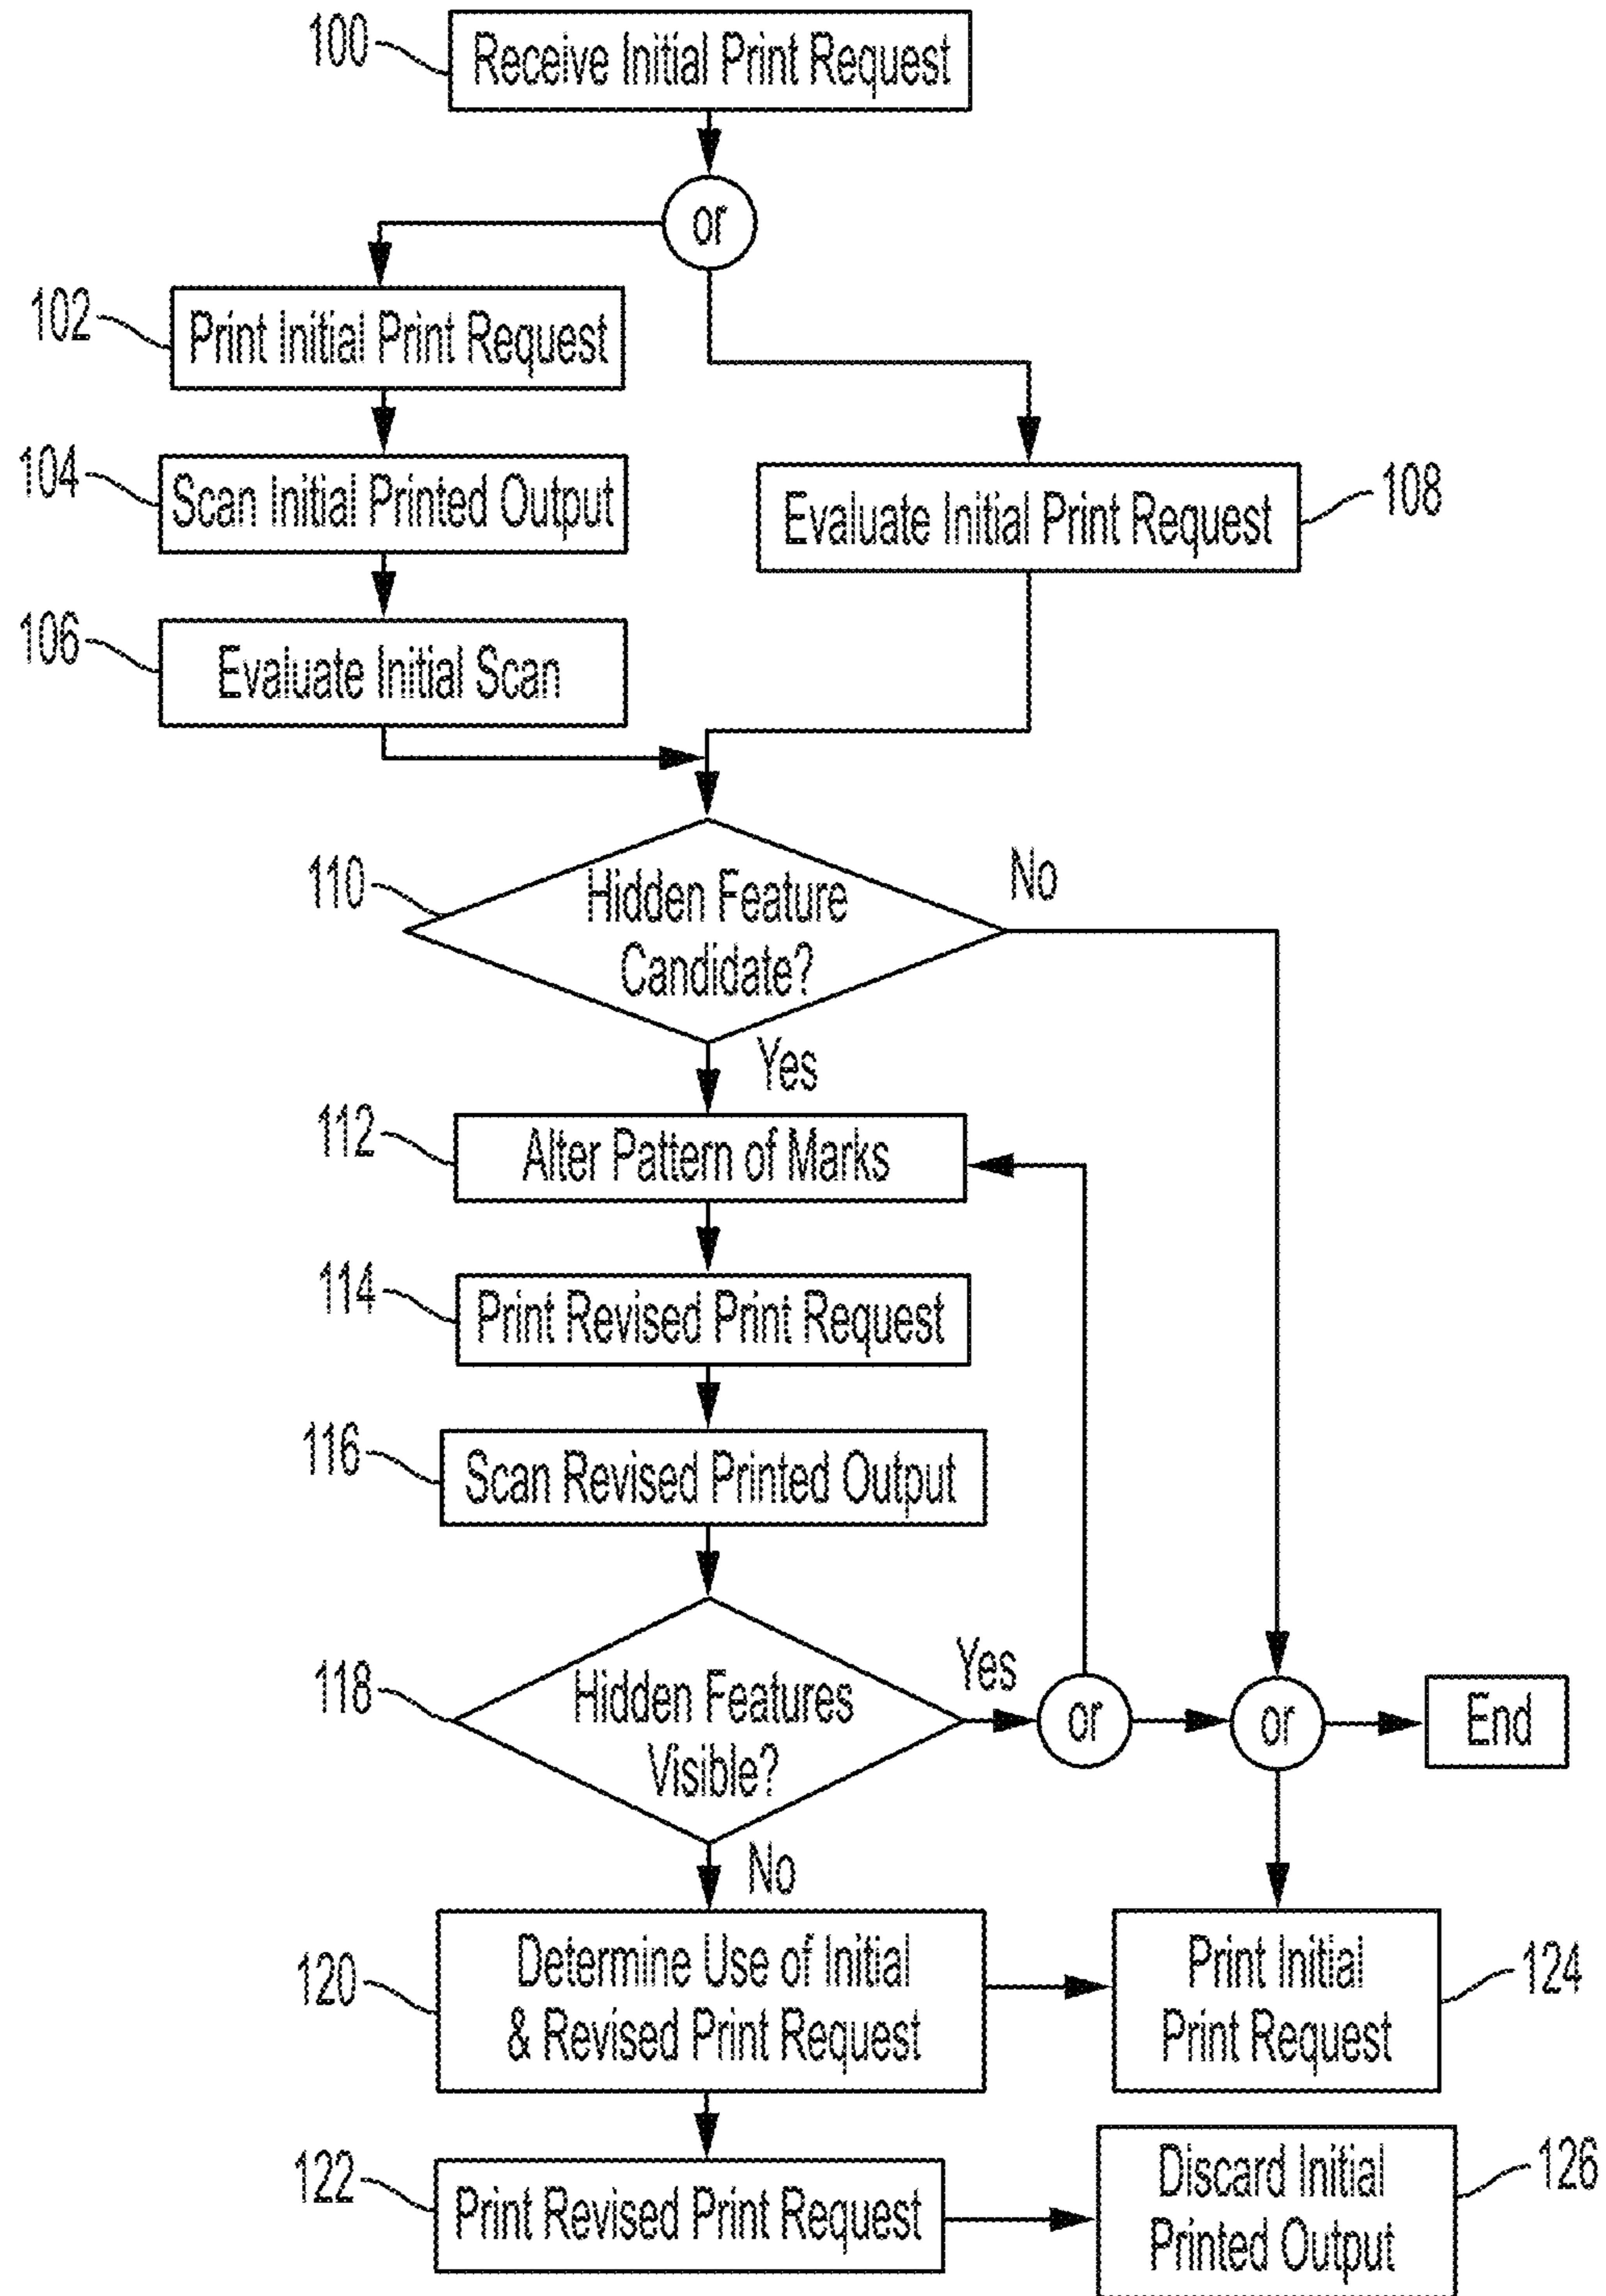 100
Receive Initial Print Request
or
102
Print Initial Print Request
104
Scan Initial Printed Output
108
Evaluate Initial Print Request
106
Evaluate Initial Scan
110
Hidden Feature
Candidate?
No
Yes
112
Alter Pattern of Marks
114
Print Revised Print Request
116
Scan Revised Printed Output
118
Hidden Features
Visible?
Yes
or
or
End
No
120
Determine Use of Initial
& Revised Print Request
Print Initial
Print Request
124
122
Print Revised Print Request
Discard Initial
Printed Output
126